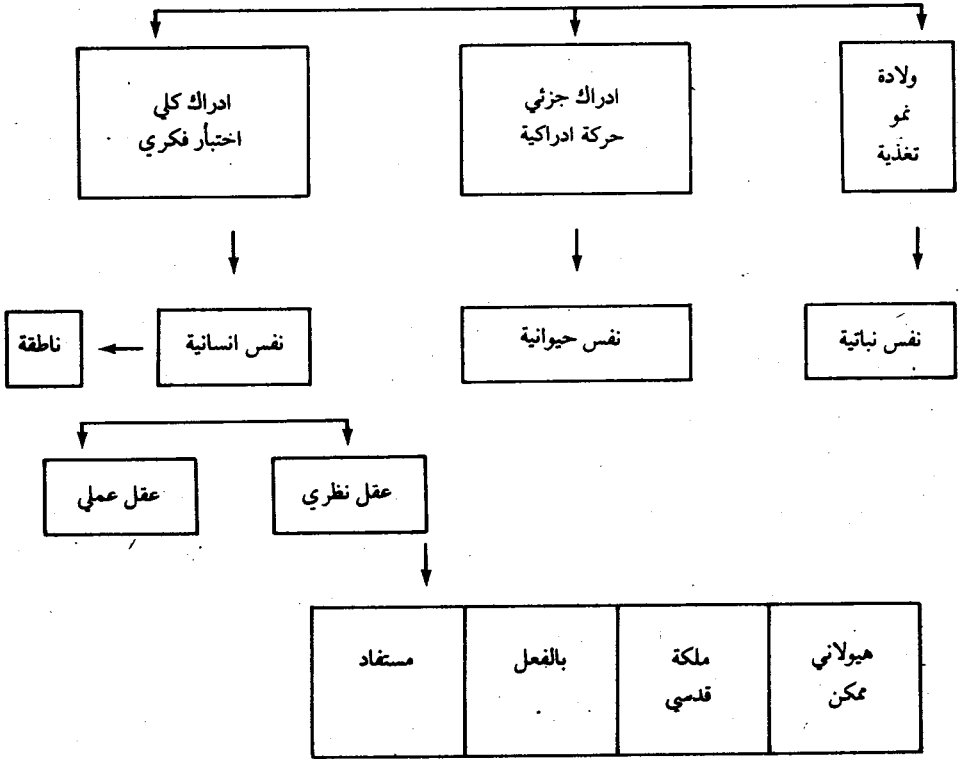 ولادة
نمو
تغذية
ادراك جزئي
حركة ادراكية
ادراك كلي
اختبأر فكري
نفس نباتية
نفس حيوانية
نفس انسانية
ناطقة
عقل نظري
عقل عملي
هيولاني
ممكن
ملكة
قدسي
بالفعل
مستفاد